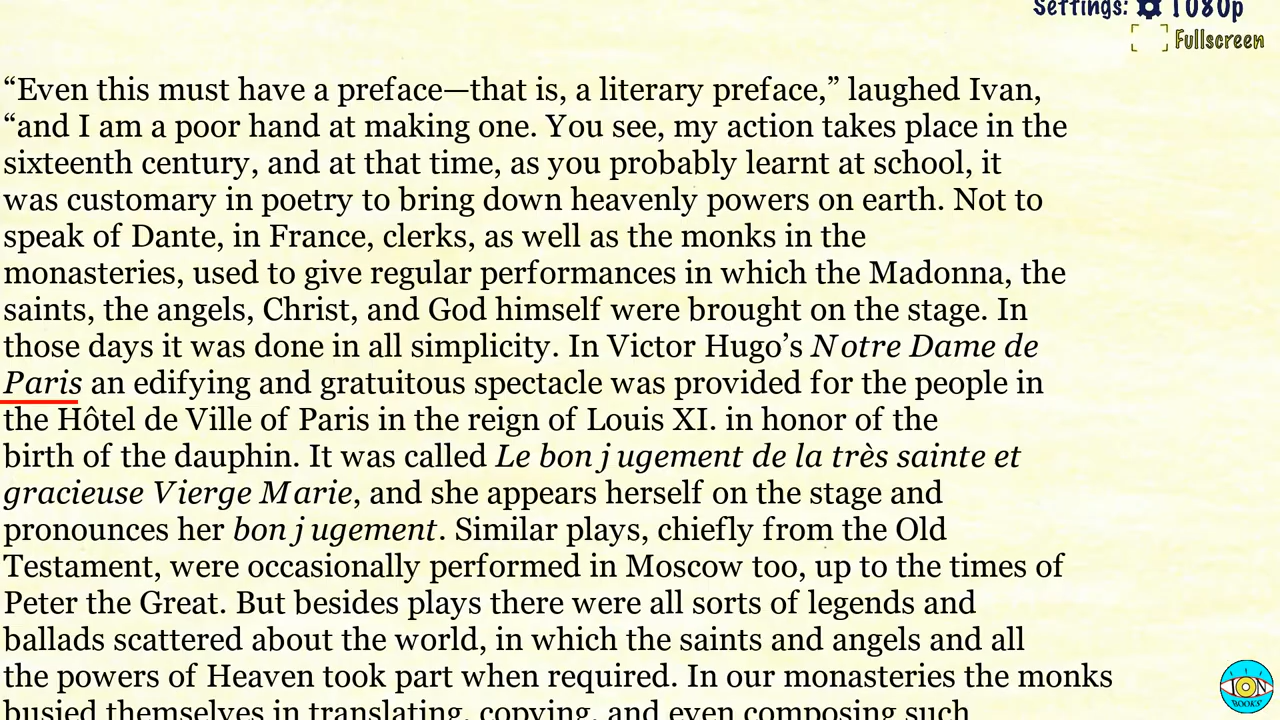 Settings: 1080p
Fullscreen
“Even this must have a preface—that is, a literary preface,” laughed Ivan,
“and I am a poor hand at making one. You see, my action takes place in the
sixteenth century, and at that time, as you probably learnt at school, it
was customary in poetry to bring down heavenly powers on earth. Not to
speak of Dante, in France, clerks, as well as the monks in the
monasteries, used to give regular performances in which the Madonna, the
saints, the angels, Christ, and God himself were brought on the stage. In
those days it was done in all simplicity. In Victor Hugo’s Notre Dame de
Paris an edifying and gratuitous spectacle was provided for the people in
the Hôtel de Ville of Paris in the reign of Louis XI. in honor of the
birth of the dauphin. It was called Le bon jugement de la très sainte et
gracieuse Vierge Marie, and she appears herself on the stage and
pronounces her bon jugement. Similar plays, chiefly from the Old
Testament, were occasionally performed in Moscow too, up to the times of
Peter the Great. But besides plays there were all sorts of legends and
ballads scattered about the world, in which the saints and angels and all
the powers of Heaven took part when required. In our monasteries the monks
busied themselves in translating, copying, and even composing such
ION
BOOKS